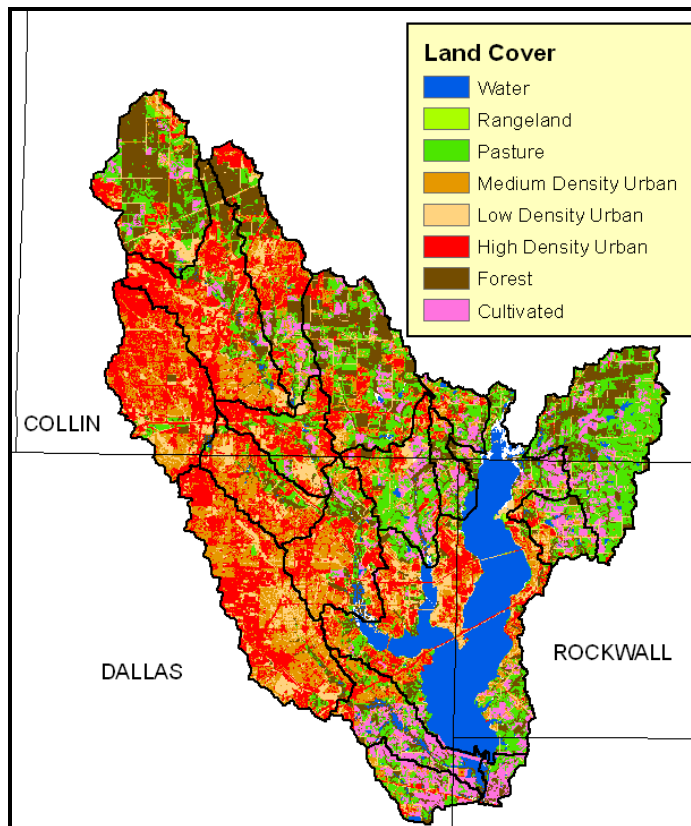 Land Cover
Water
Rangeland
Pasture
Medium Density Urban
Low Density Urban
High Density Urban
Forest
Cultivated
COLLIN
DALLAS
ROCKWALL